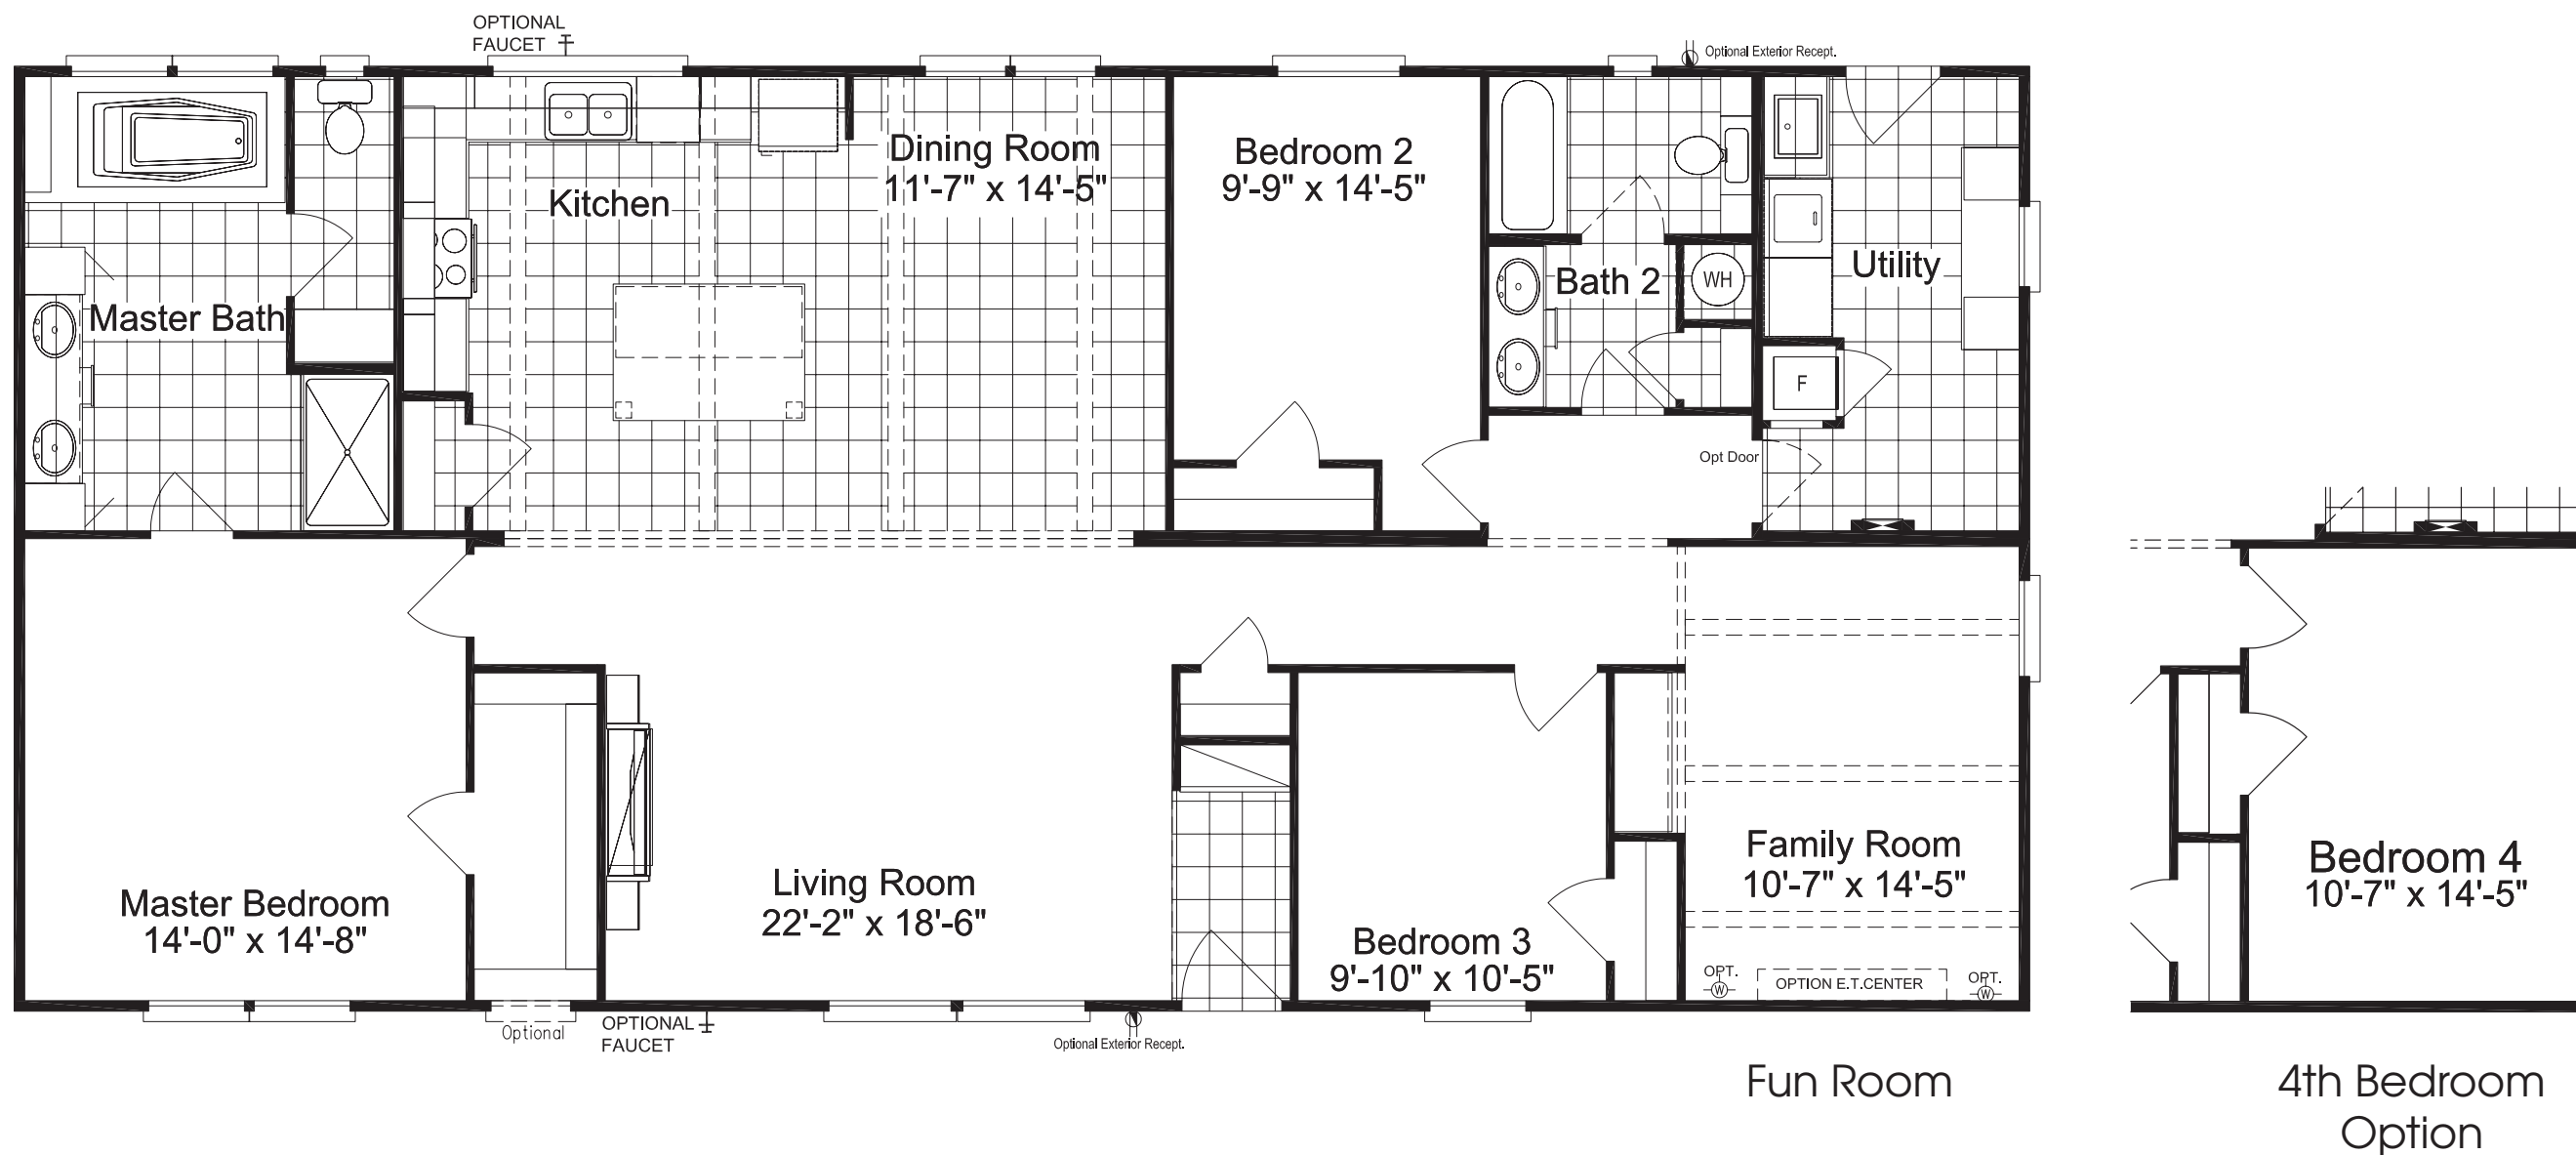 OPTIONAL
FAUCET
Optional Exterior Recept.
Dining Room
11'-7" x 14'-5"
Bedroom 2
9'-9" x 14'-5"
Kitchen
Master Bath
Bath 2
WH
Utility
F
Opt Door
Master Bedroom
14'-0" x 14'-8"
Living Room
22'-2" x 18'-6"
Bedroom 3
9'-10" x 10'-5"
Family Room
10'-7" x 14'-5"
Bedroom 4
10'-7" x 14'-5"
OPT.
W
OPTION E.T.CENTER
OPT.
W
Optional
OPTIONAL
FAUCET
Optional Exterior Recept.
Fun Room
4th Bedroom
Option